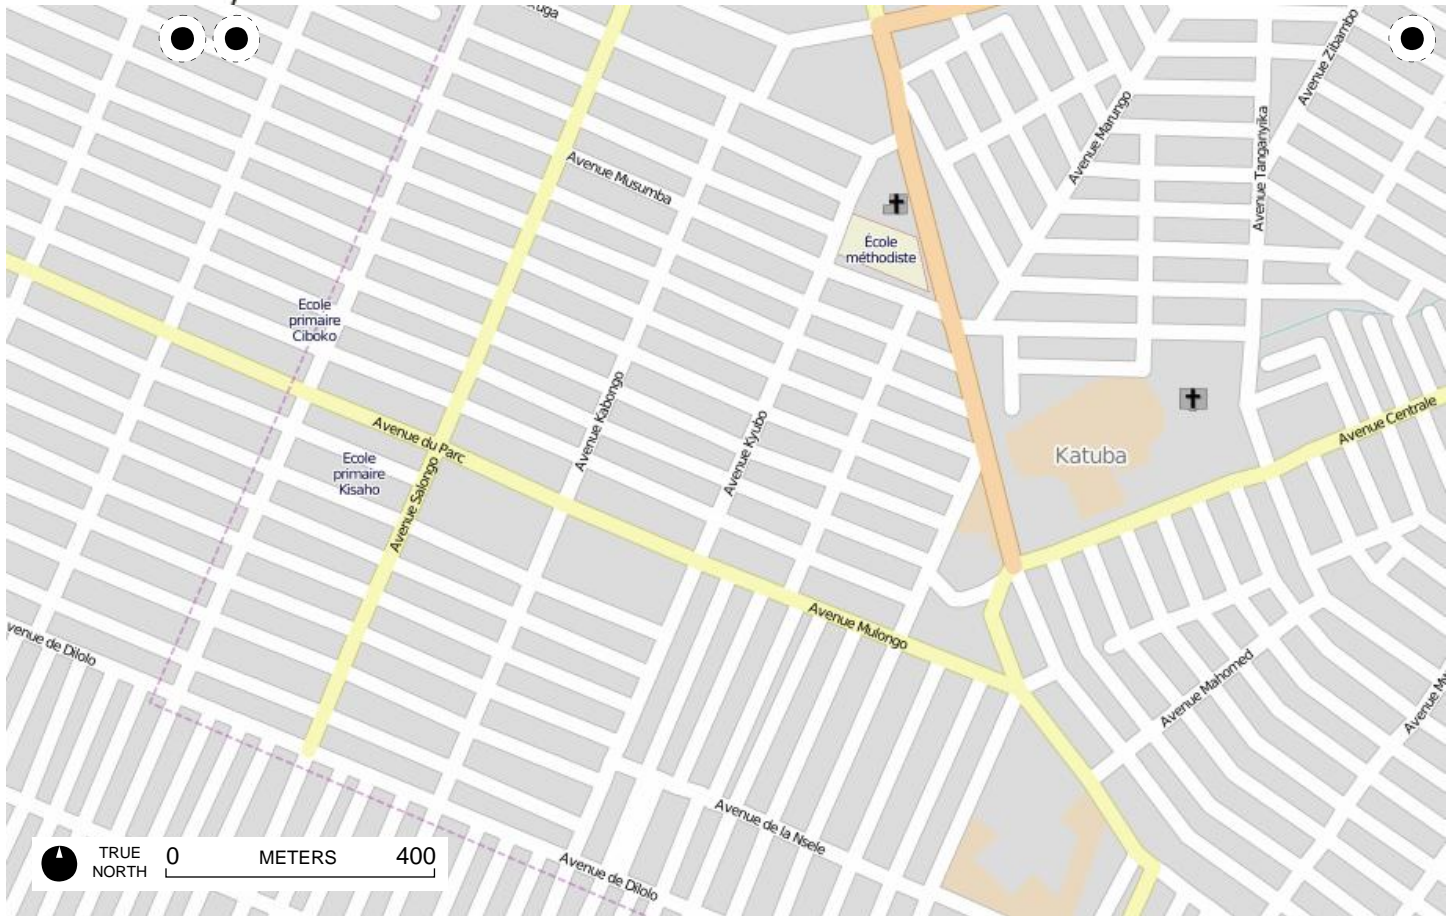 Avenue Zibambo
Avenue Marungo
Avenue Tanganyika
Avenue Musumba
École
méthodiste
Ecole
primaire
Ciboko
Avenue Kabongo
Avenue Kyubo
Avenue Centrale
Avenue du Parc
Katuba
Ecole
primaire
Kisaho
Avenue Salongo
Avenue Mulongo
venue de Dilolo
Avenue Mahomed
Avenue de la Nsele
Avenue de Dilolo
TRUE
NORTH
0 METERS 400